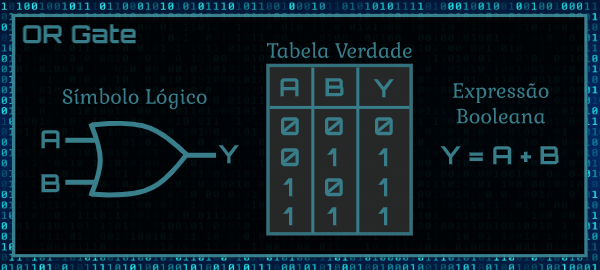 OR Gate
Símbolo Lógico
A
B
Y
Tabela Verdade
A B Y
0 0 0
0 1 1
1 0 1
1 1 1
Expressão
Booleana
Y = A + B